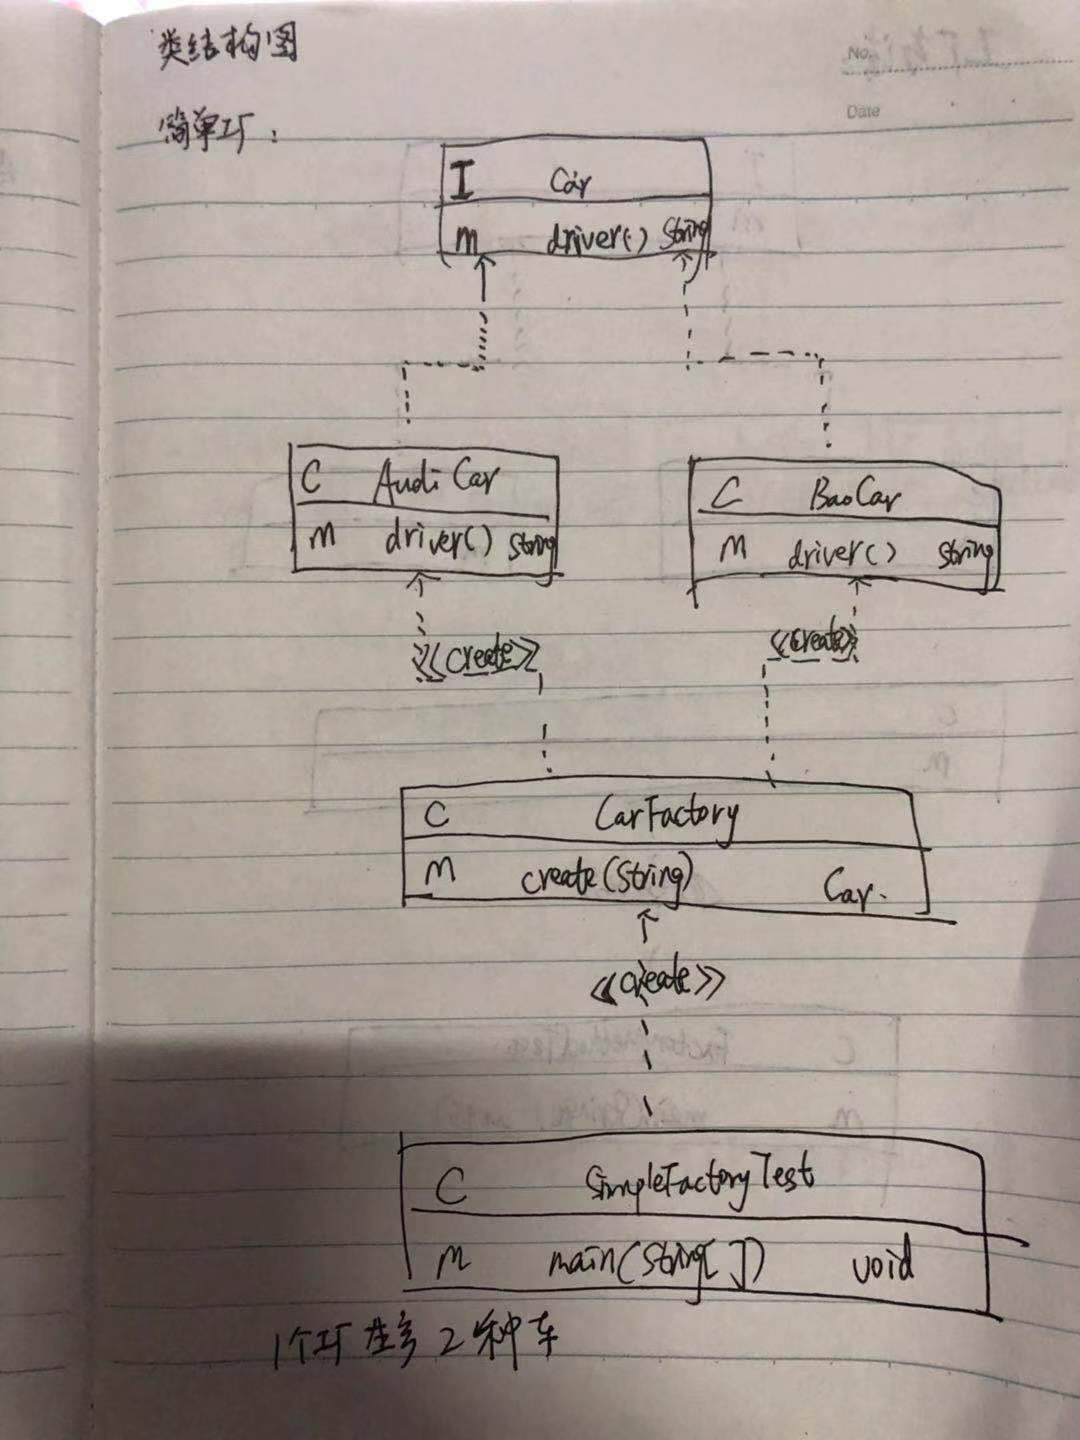 类结构图
No.
Date
简单工厂：
I Car
m driver() String
C Audi Car
m driver() String
C BaoCar
m driver() string
<<create>>
<<create>>
C CarFactory
m create(String) Car.
<<create>>
C SimpleFactoryTest
m main(String[]) void
1个工厂生产2种车